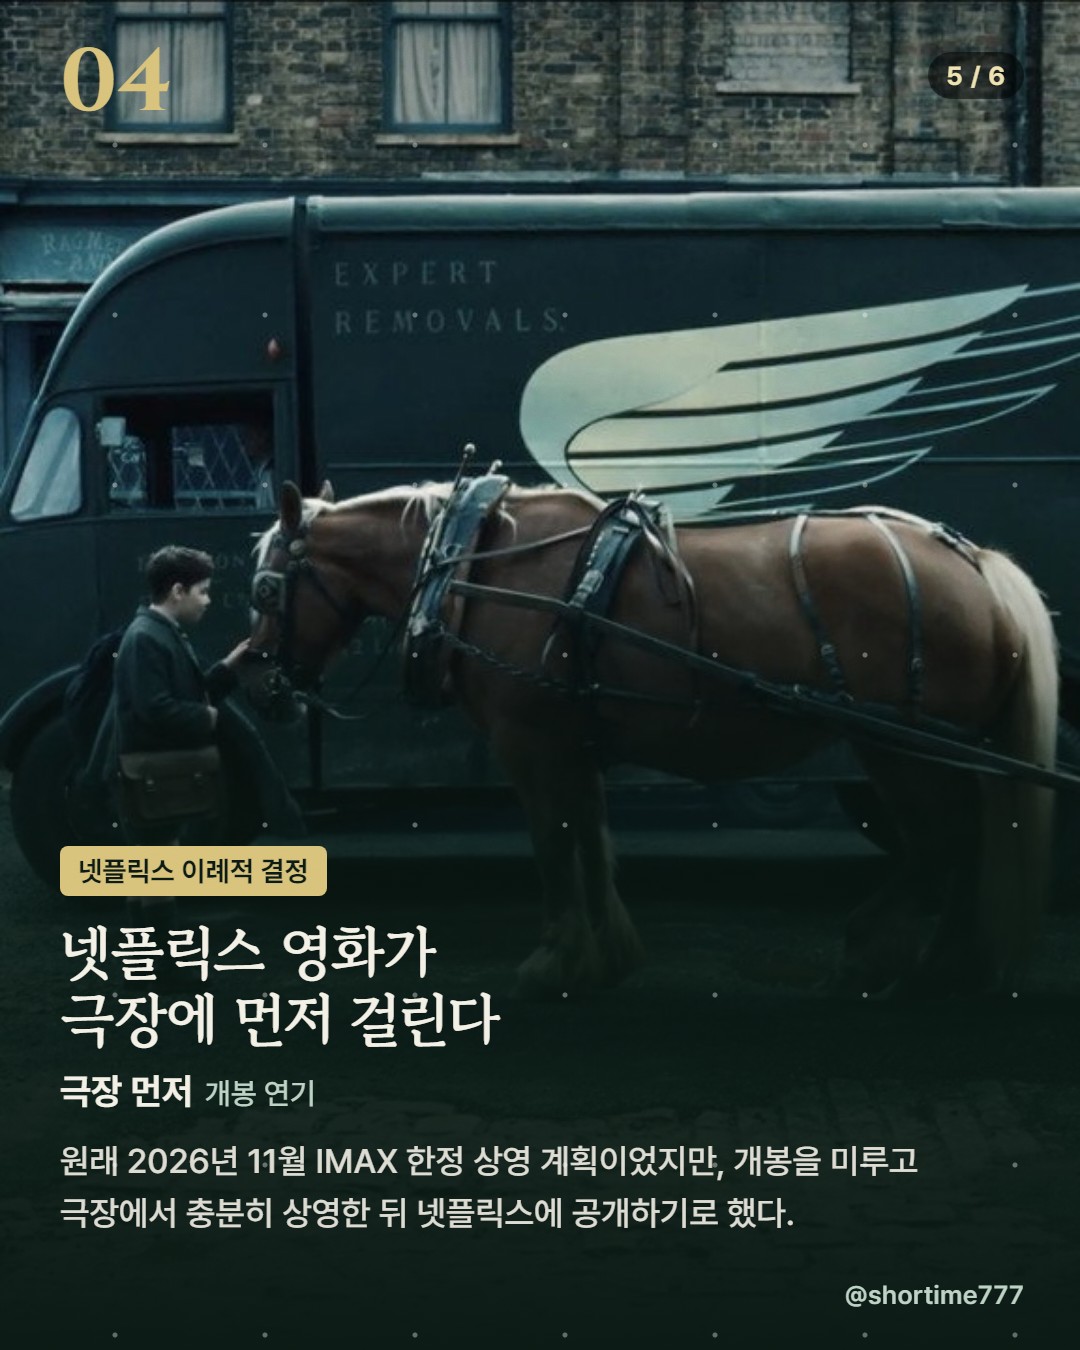 04
5 / 6
EXPERT
REMOVALS.
넷플릭스 이례적 결정
넷플릭스 영화가
극장에 먼저 걸린다
극장 먼저 개봉 연기
원래 2026년 11월 IMAX 한정 상영 계획이었지만, 개봉을 미루고
극장에서 충분히 상영한 뒤 넷플릭스에 공개하기로 했다.
@shortime777